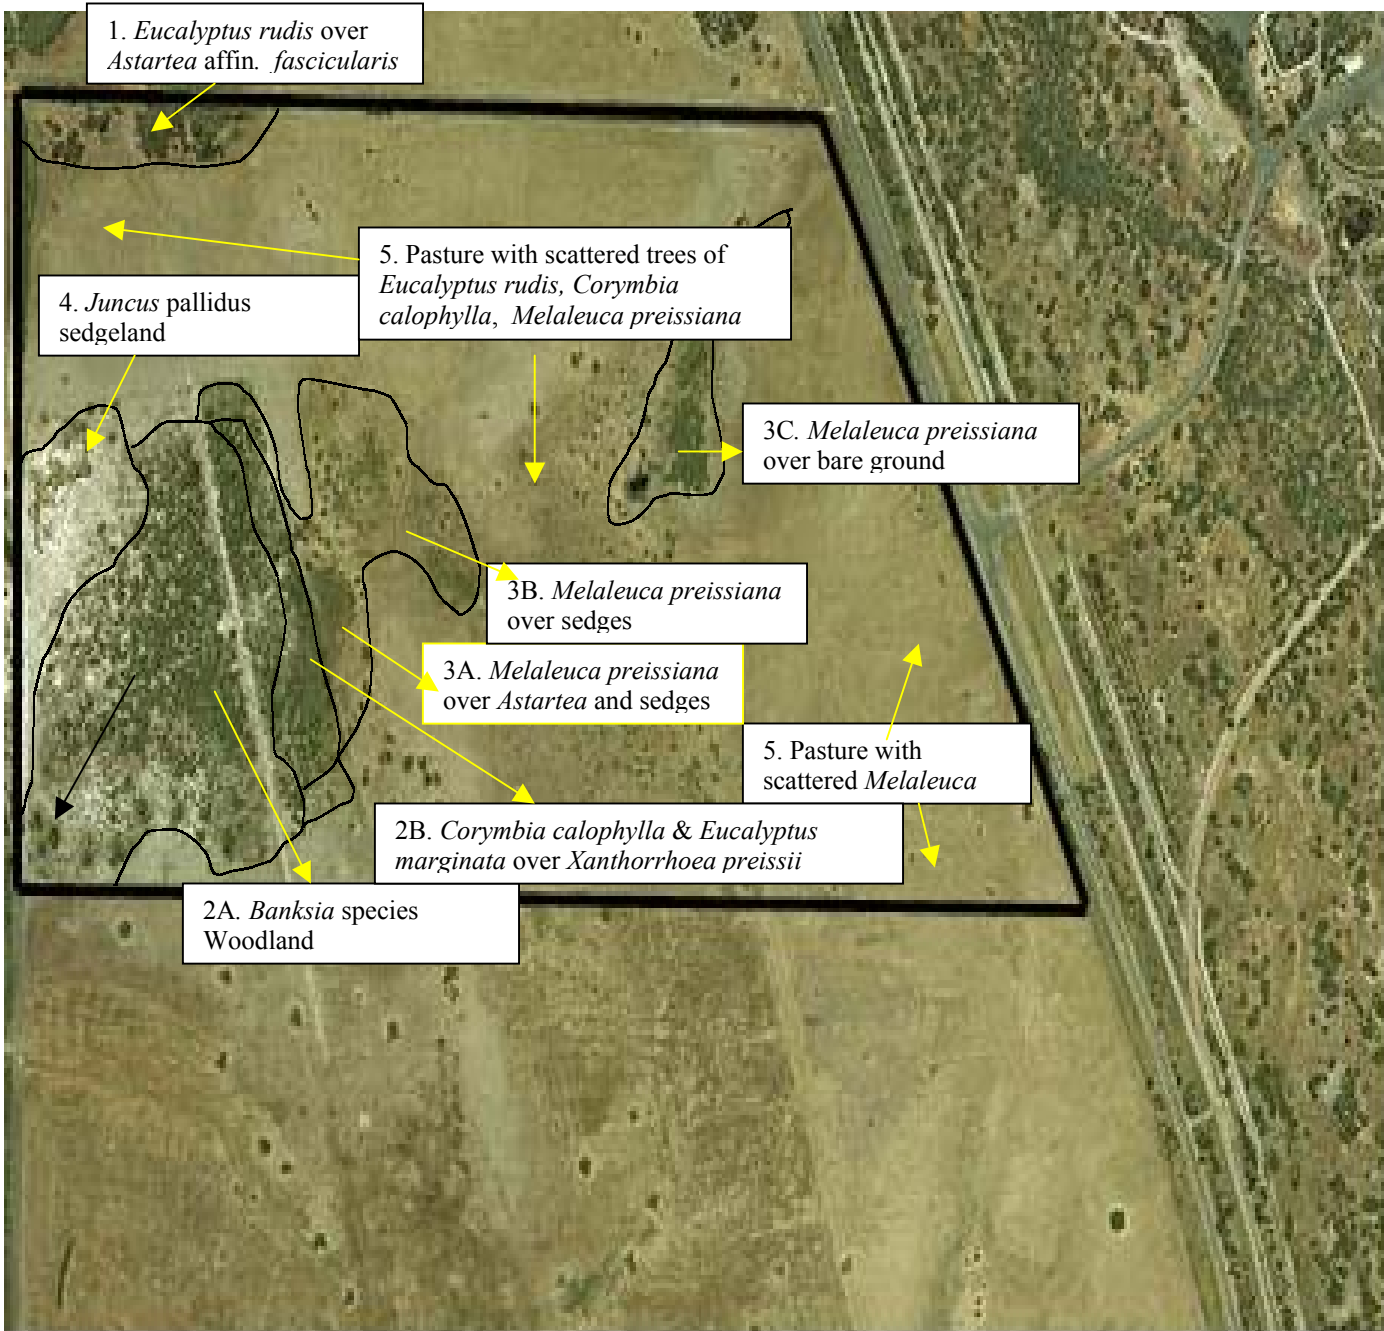 1. Eucalyptus rudis over
Astartea affin. fascicularis
5. Pasture with scattered trees of
Eucalyptus rudis, Corymbia
calophylla, Melaleuca preissiana
4. Juncus pallidus
sedgeland
3C. Melaleuca preissiana
over bare ground
3B. Melaleuca preissiana
over sedges
3A. Melaleuca preissiana
over Astartea and sedges
5. Pasture with
scattered Melaleuca
2B. Corymbia calophylla & Eucalyptus
marginata over Xanthorrhoea preissii
2A. Banksia species
Woodland